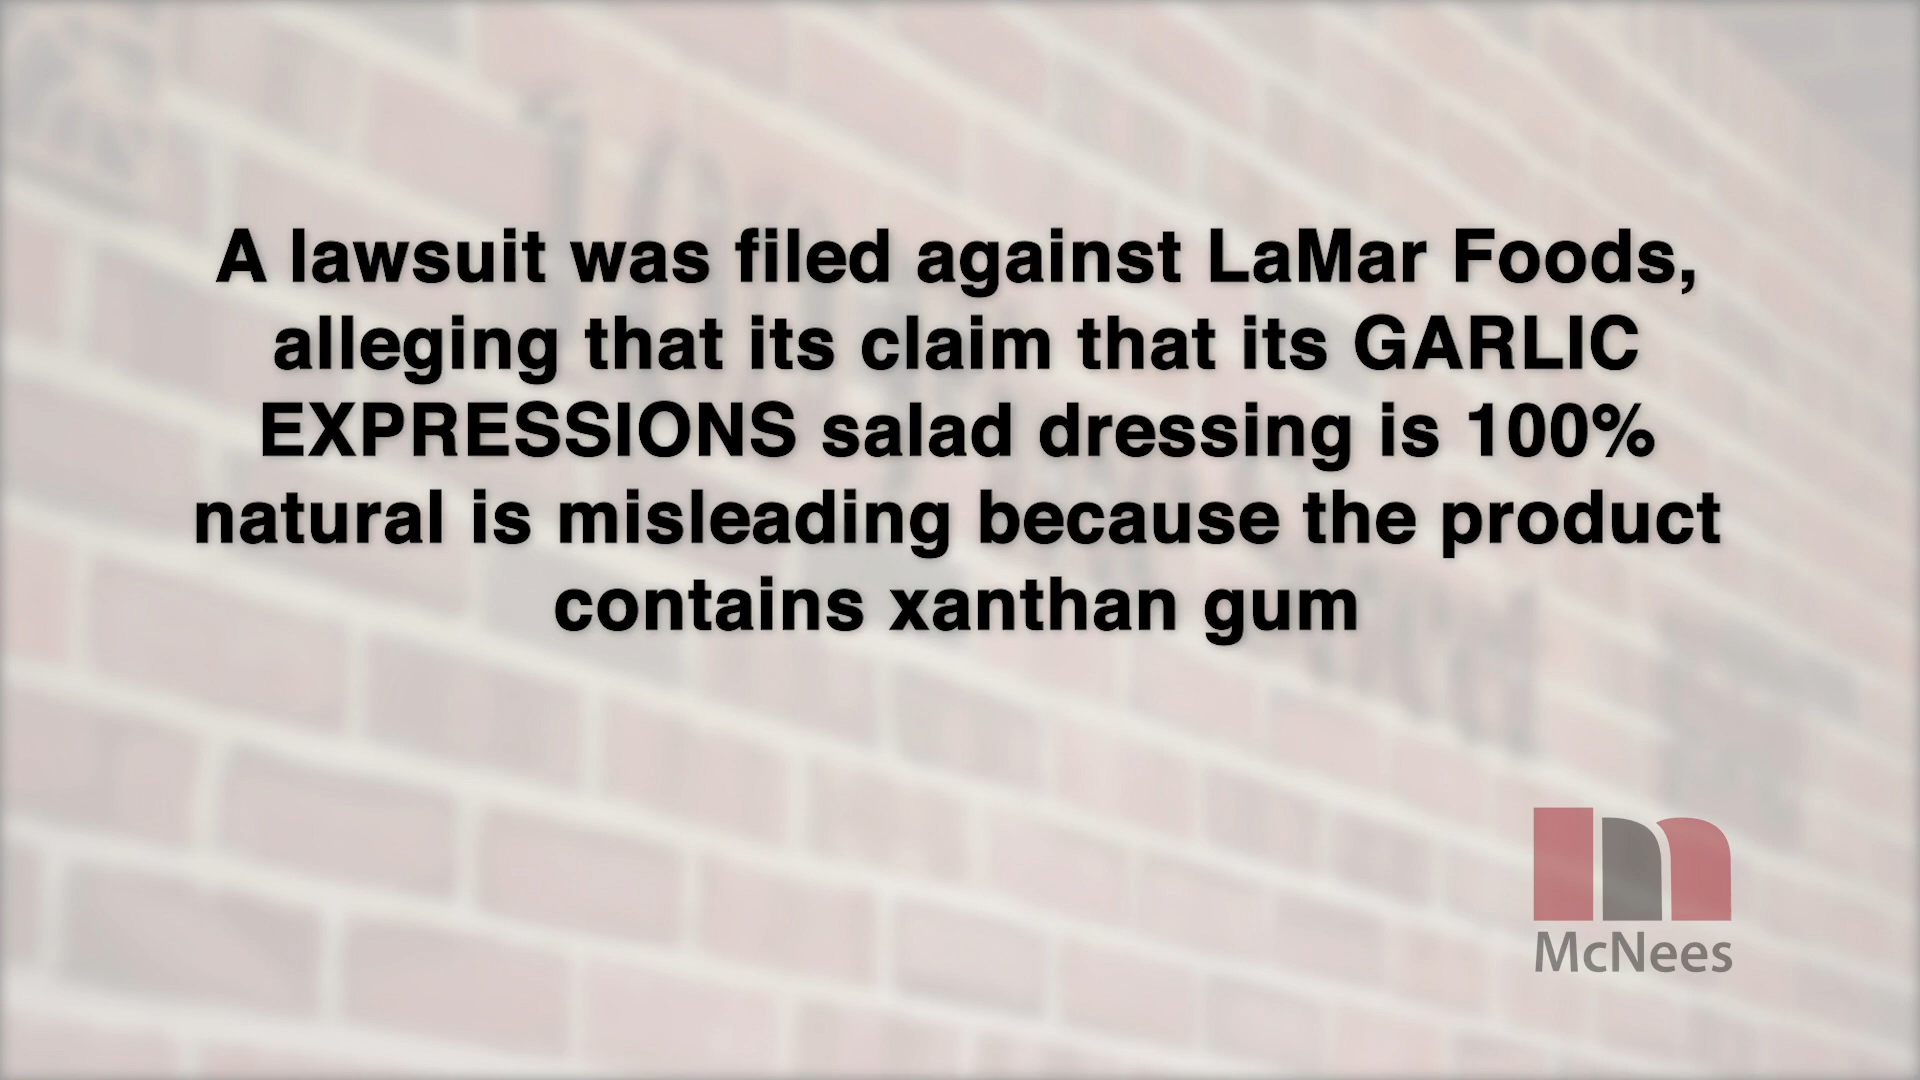 A lawsuit was filed against LaMar Foods,
alleging that its claim that its GARLIC
EXPRESSIONS salad dressing is 100%
natural is misleading because the product
contains xanthan gum
McNees